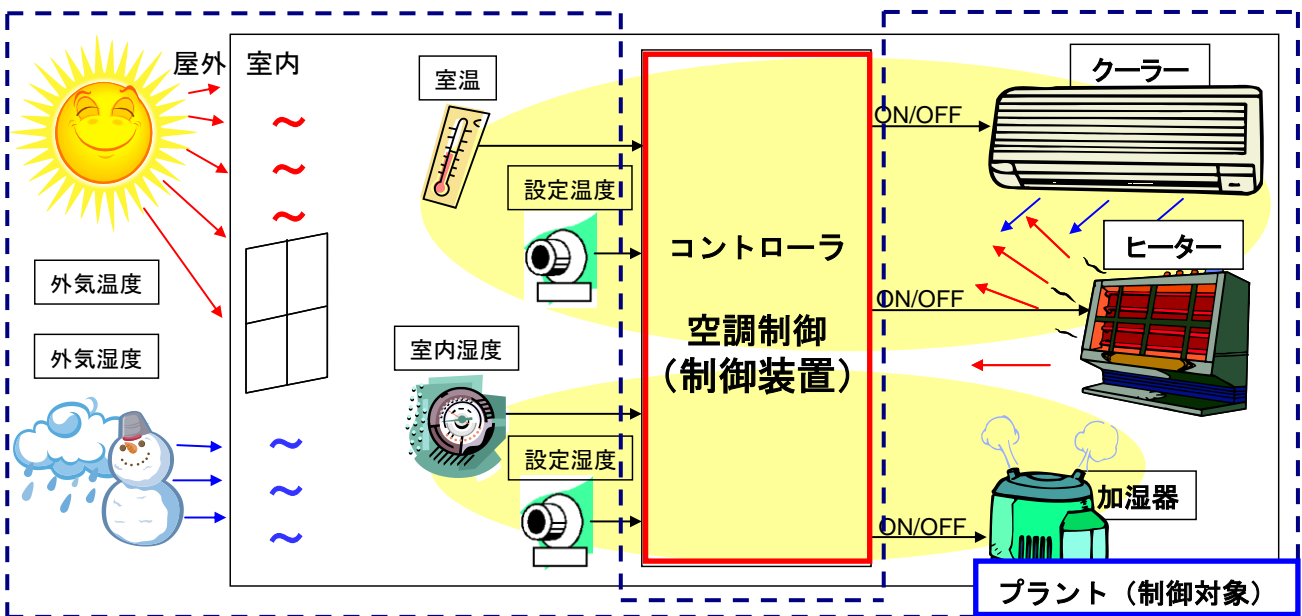 屋外
室内
室温
クーラー
ON/OFF
設定温度
ヒーター
コントローラ
外気温度
ON/OFF
空調制御
(制御装置)
外気湿度
室内湿度
設定湿度
加湿器
ON/OFF
プラント(制御対象)